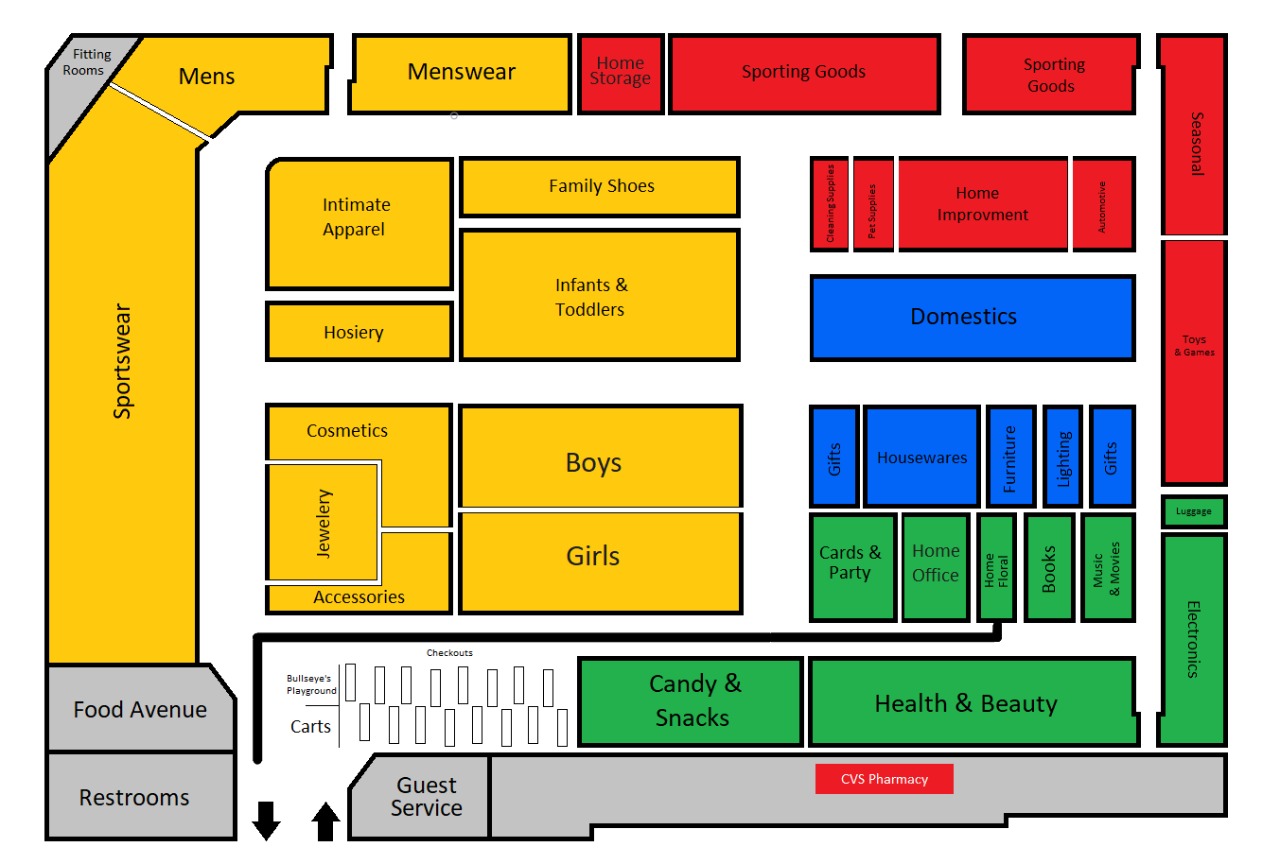 Fitting
Rooms
Mens
Menswear
Home
Storage
Sporting Goods
Sporting
Goods
Seasonal
Intimate
Apparel
Family Shoes
Cleaning Supplies
Pet Supplies
Home
Improvment
Automotive
Infants &
Toddlers
Hosiery
Domestics
Toys
& Games
Sportswear
Cosmetics
Jewelery
Accessories
Boys
Girls
Gifts
Housewares
Furniture
Lighting
Gifts
Luggage
Cards &
Party
Home
Office
Home
Floral
Books
Music
& Movies
Electronics
Food Avenue
Restrooms
Checkouts
Bullseye's
Playground
Carts
Candy &
Snacks
Health & Beauty
Guest
Service
CVS Pharmacy